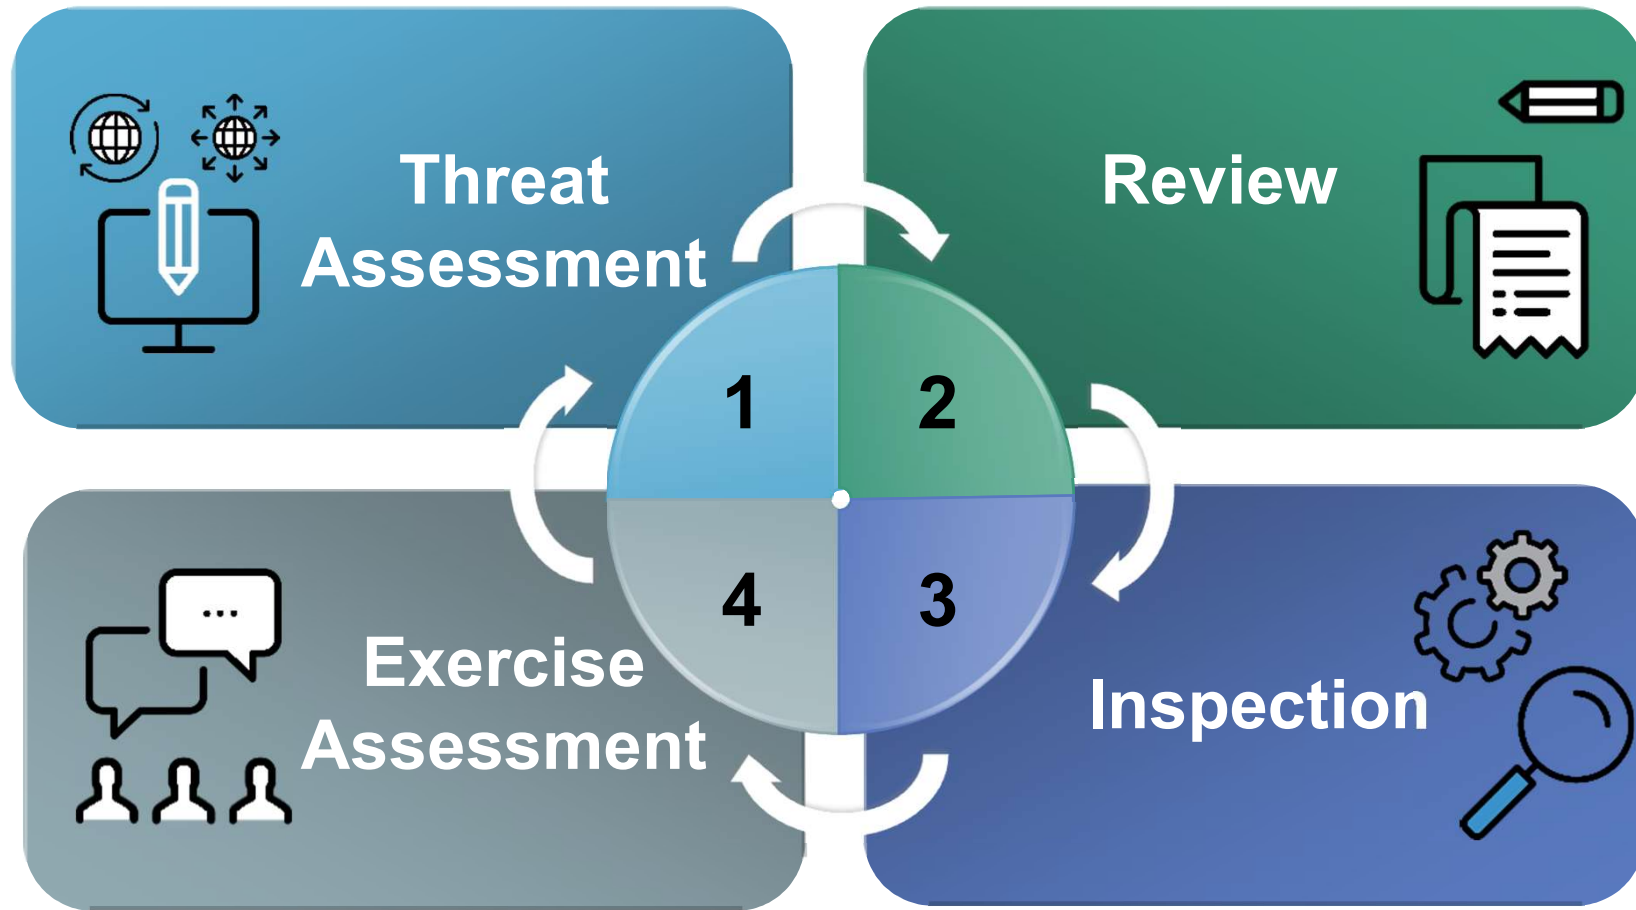 Threat
Assessment
Review
1
2
4
3
...
Exercise
Assessment
Inspection